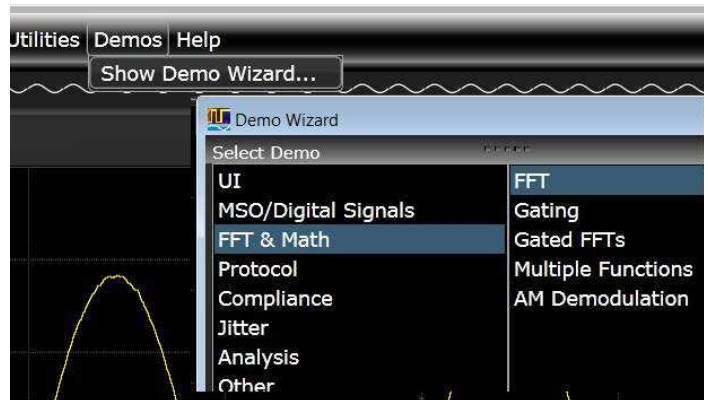 Utilities Demos Help
Show Demo Wizard...
Demo Wizard
Select Demo
UI
MSO/Digital Signals
FFT & Math
Protocol
Compliance
Jitter
Analysis
Other
FFT
Gating
Gated FFTs
Multiple Functions
AM Demodulation